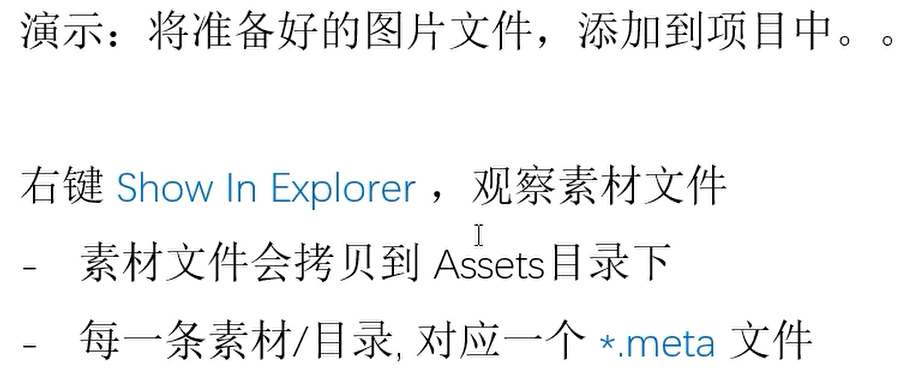 演示：将准备好的图片文件，添加到项目中。。
右键 Show In Explorer ，观察素材文件
- 素材文件会拷贝到 Assets目录下
- 每一条素材/目录, 对应一个 *.meta 文件